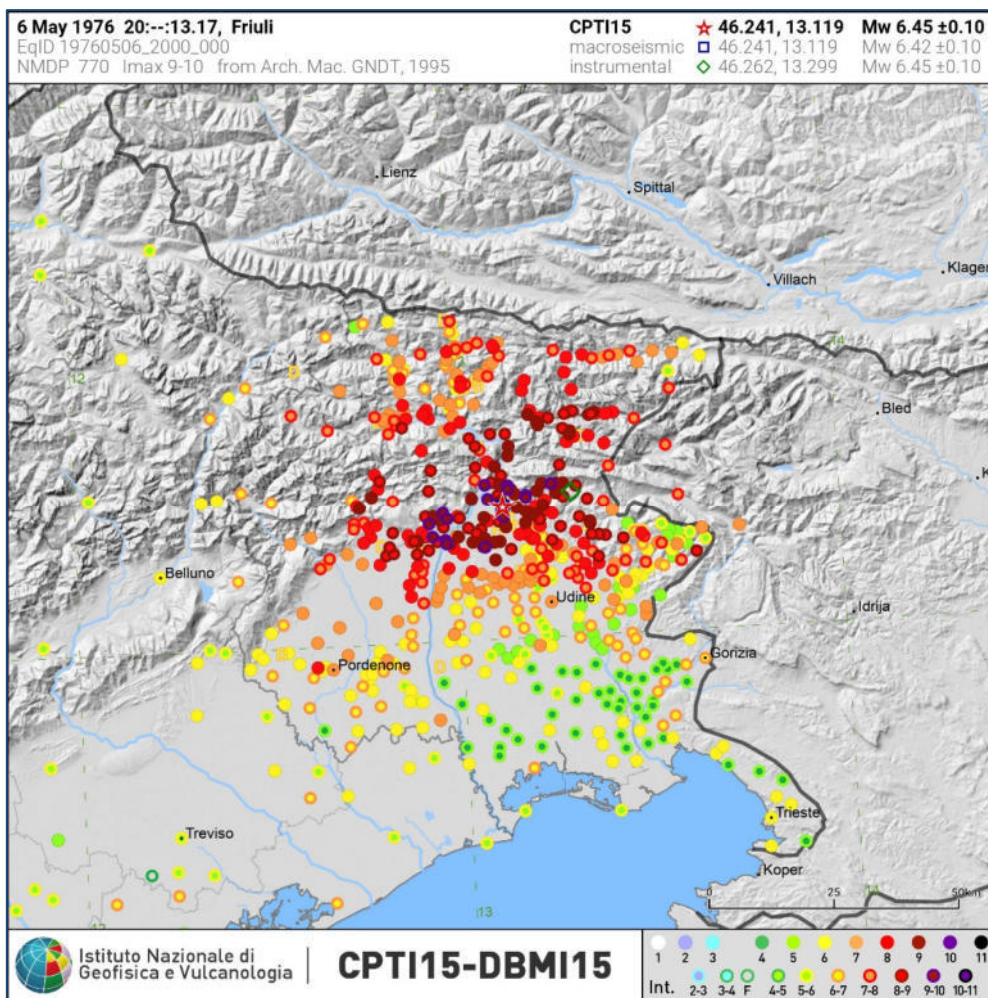 6 May 1976 20:--:13.17, Friuli
CPTI15 46.241, 13.119 Mw 6.45 ±0.10
EqID 19760506_2000_000
macroseismic 46.241, 13.119 Mw 6.42 ±0.10
NMDP 770 Imax 9-10 from Arch. Mac. GNDT, 1995
instrumental 46.262, 13.299 Mw 6.45 ±0.10
Lienz
Spittal
Villach
Klagen
14
12
Bled
K
Belluno
Udine
Idrija
Gorizia
Pordenone
Treviso
Trieste
Koper
0 25 50km
13
14
Istituto Nazionale di
Geofisica e Vulcanologia
CPTI15-DBMI15
1 2 3 4 5 6 7 8 9 10 11
Int. 2-3 3-4 F 4-5 5-6 6-7 7-8 8-9 9-10 10-11